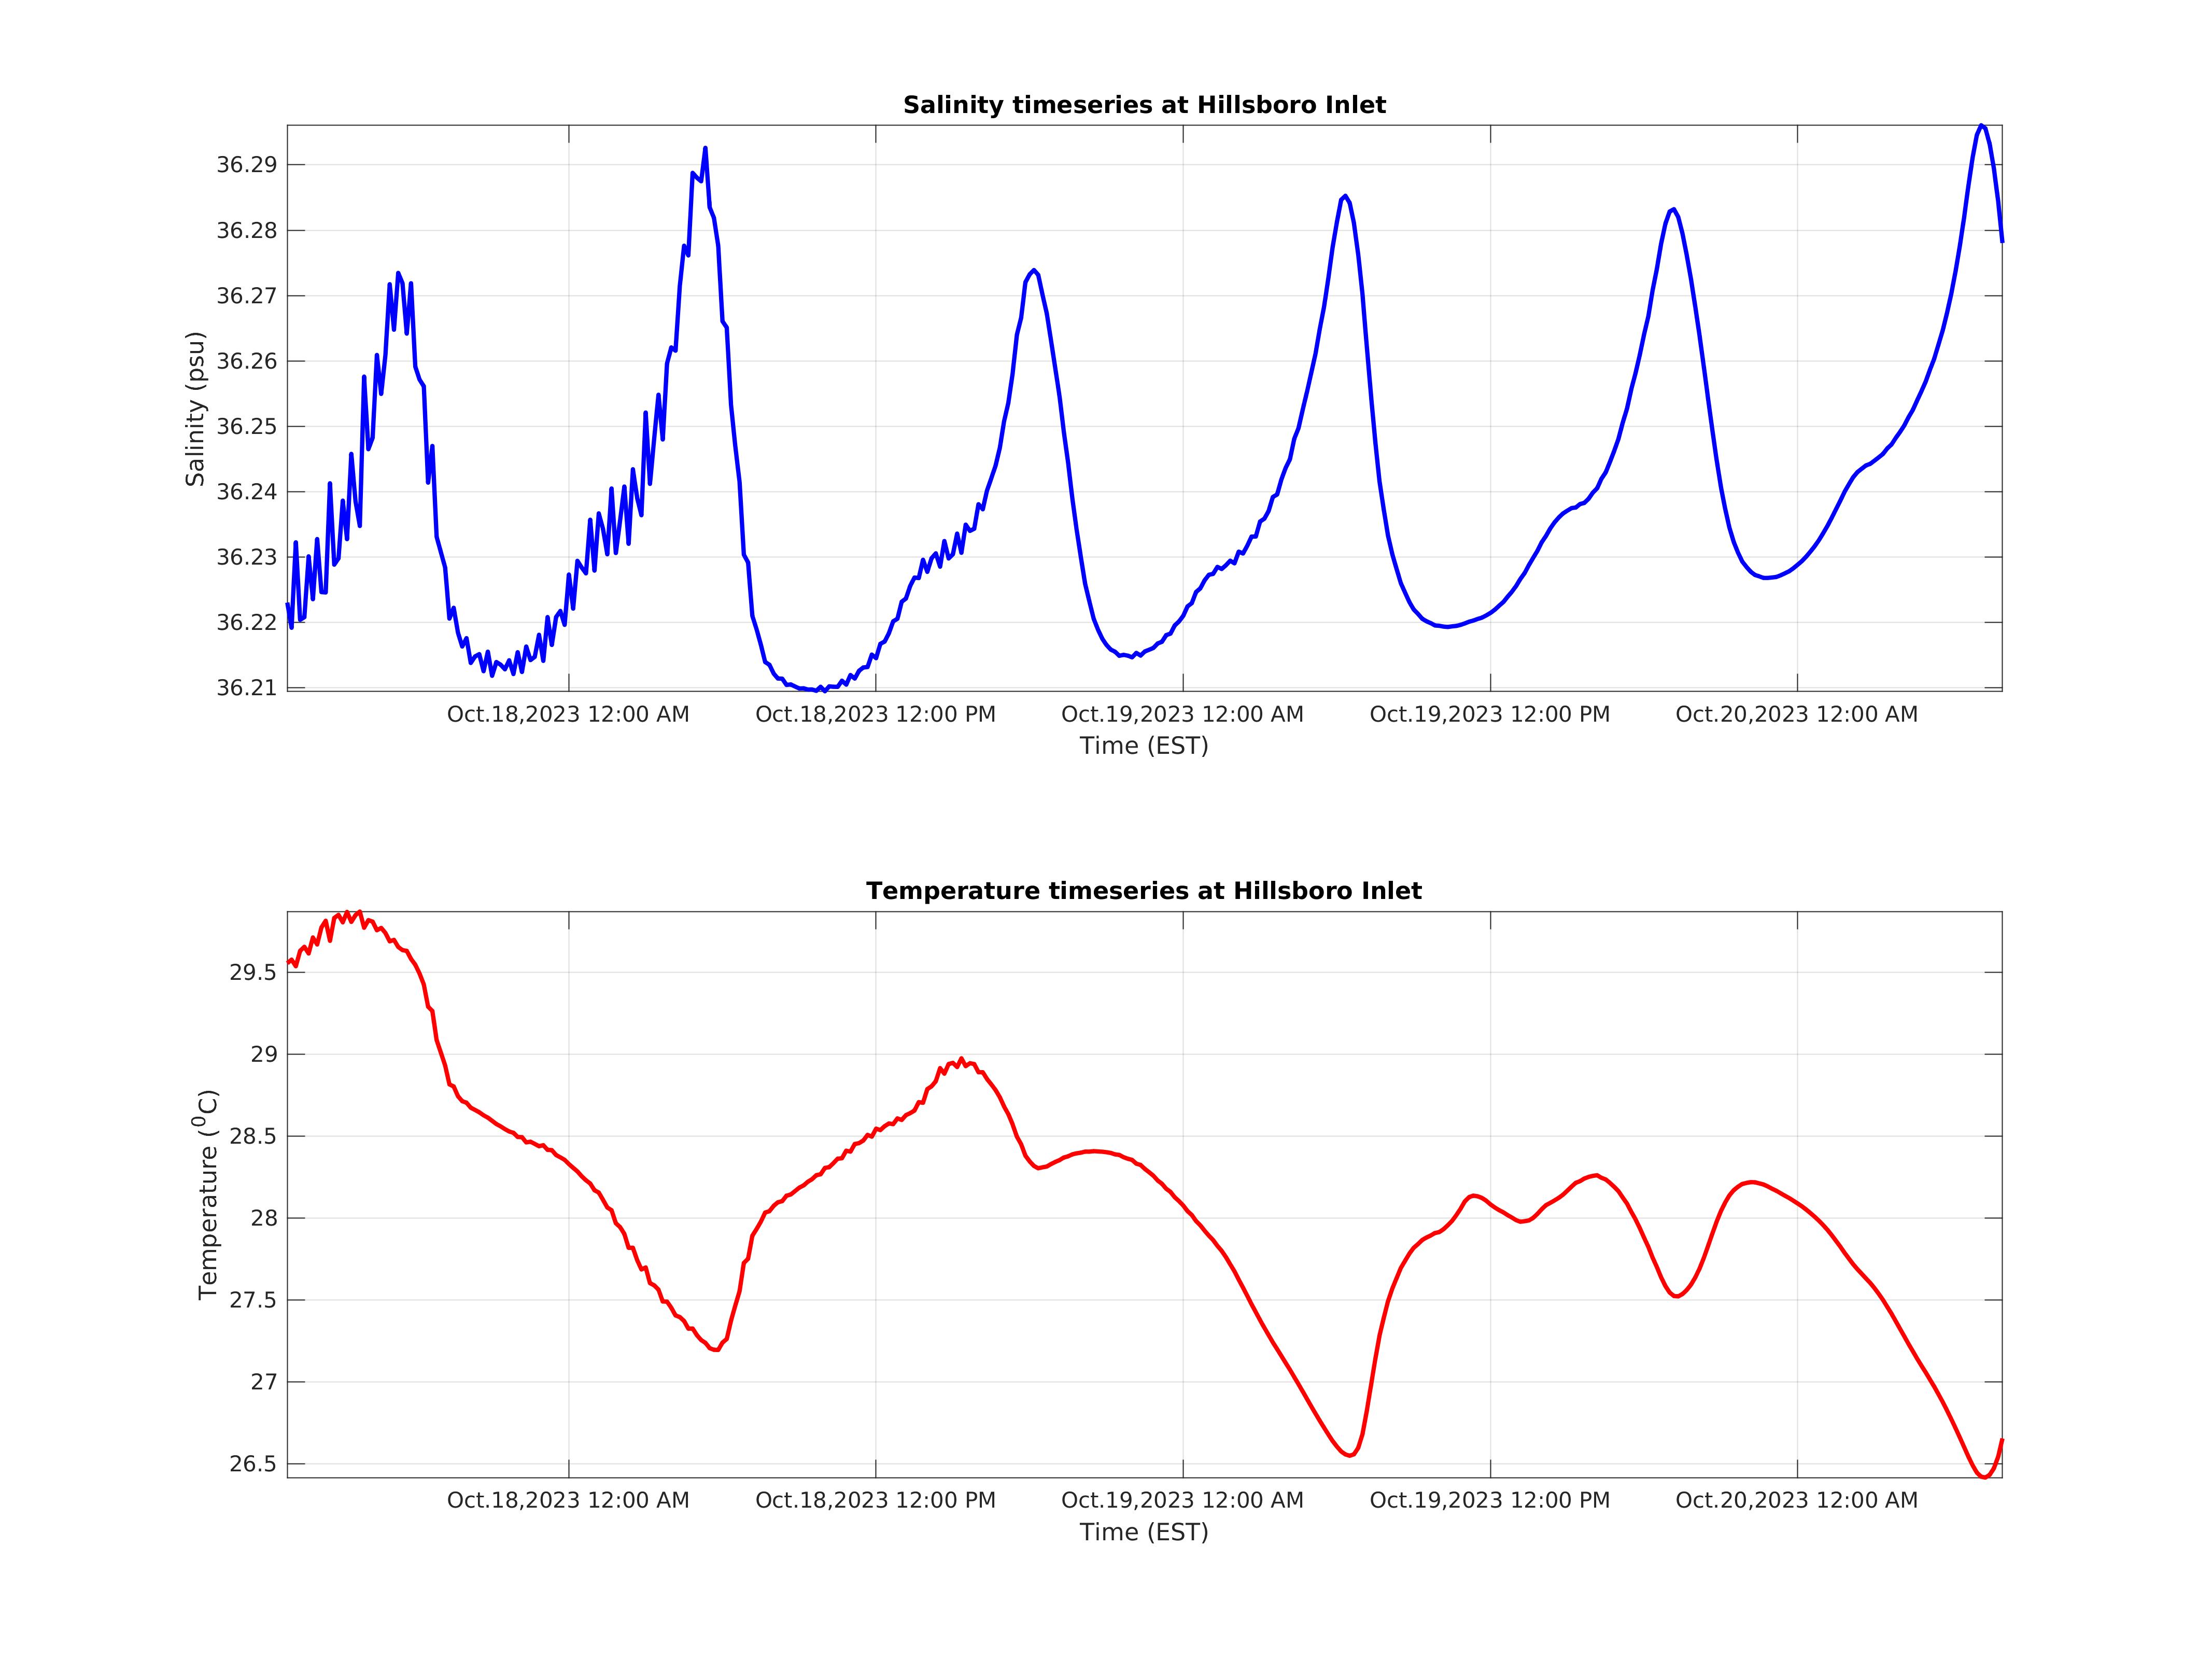 Salinity timeseries at Hillsboro Inlet
Salinity (psu)
36.29
36.28
36.27
36.26
36.25
36.24
36.23
36.22
36.21
Oct.18,2023 12:00 AM Oct.18,2023 12:00 PM Oct.19,2023 12:00 AM Oct.19,2023 12:00 PM Oct.20,2023 12:00 AM
Time (EST)
Temperature timeseries at Hillsboro Inlet
Temperature (⁰C)
29.5
29
28.5
28
27.5
27
26.5
Oct.18,2023 12:00 AM Oct.18,2023 12:00 PM Oct.19,2023 12:00 AM Oct.19,2023 12:00 PM Oct.20,2023 12:00 AM
Time (EST)